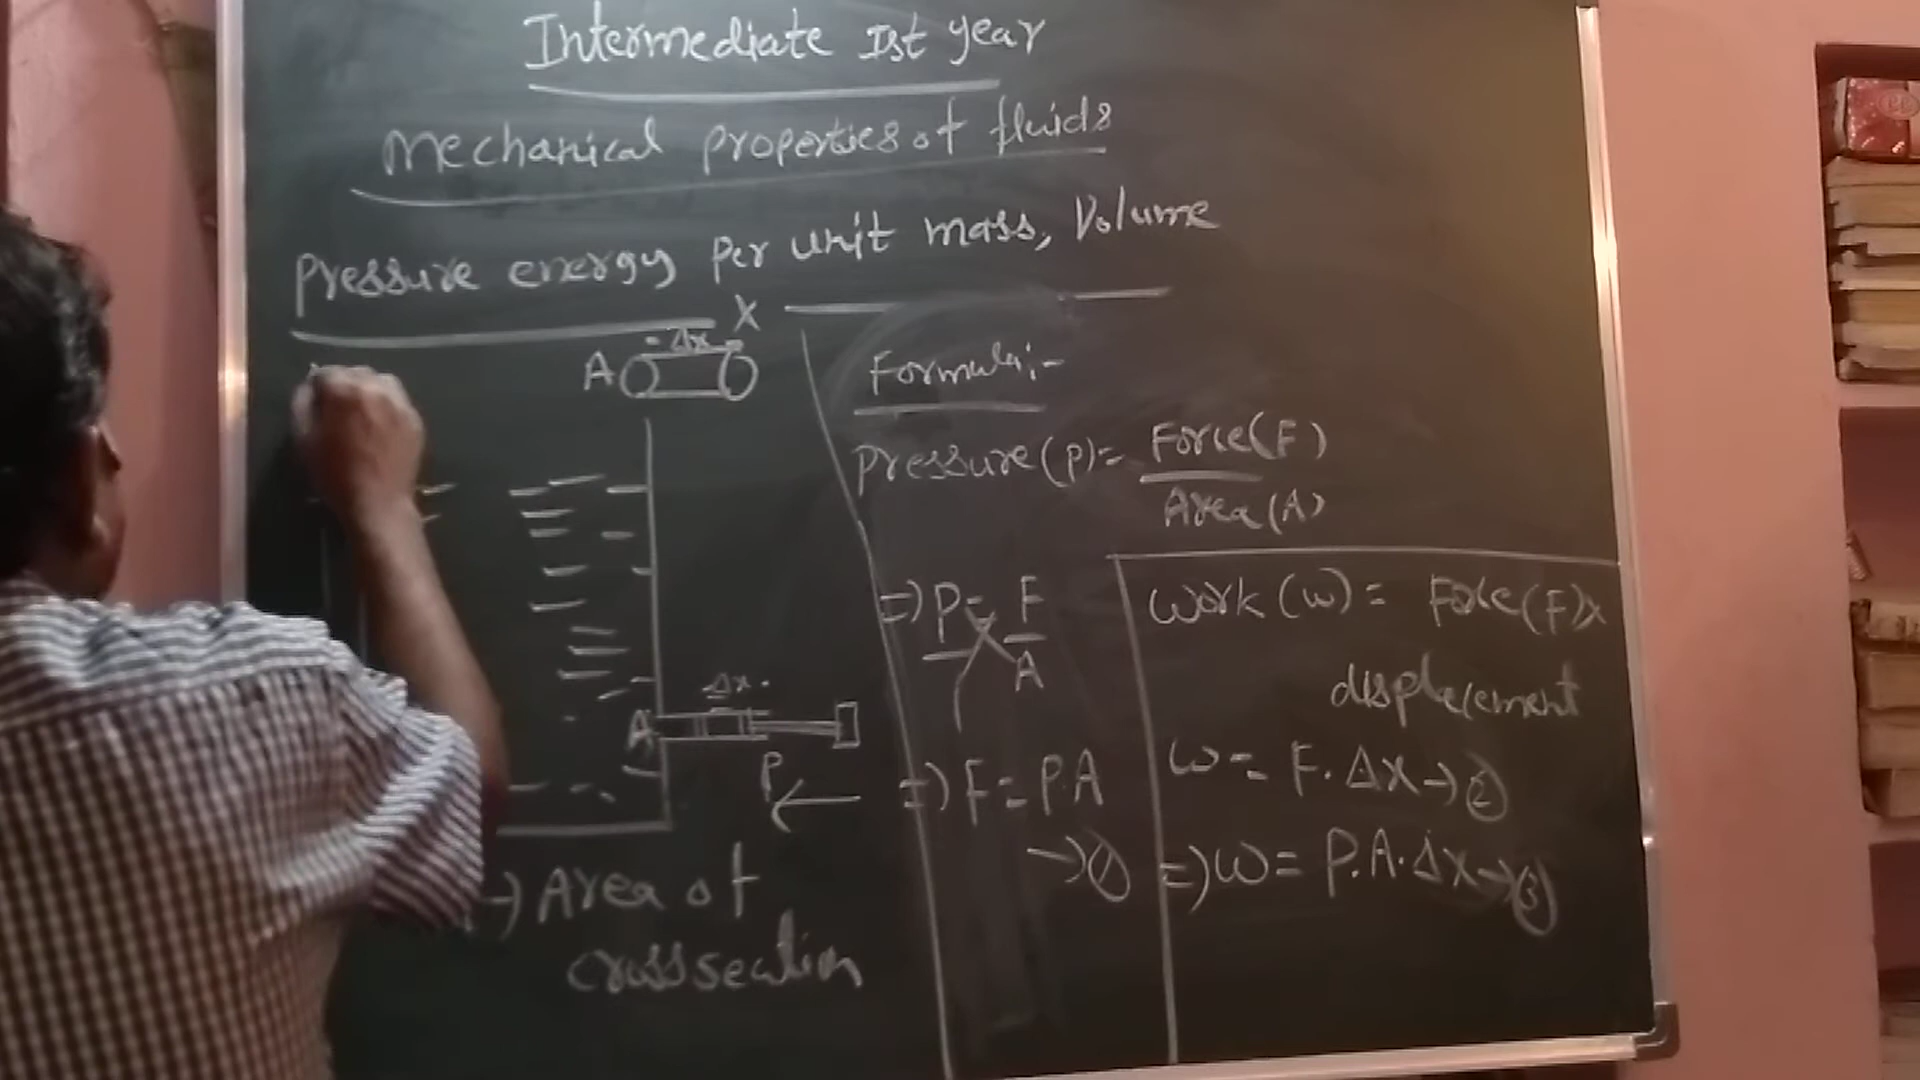 Intermediate Ist year
Mechanical properties of fluids
Pressure energy per unit mass, Volume
X
Δx
A
Formula:-
Pressure(P)= Force(F)
Area(A)
=) P= F
A
Work(W)= Force(F)x
displacement
Δx
A
P
W= F.Δx→②
=) F=P.A
→①
=) W= P.A.Δx→③
→ Area of
crosssection